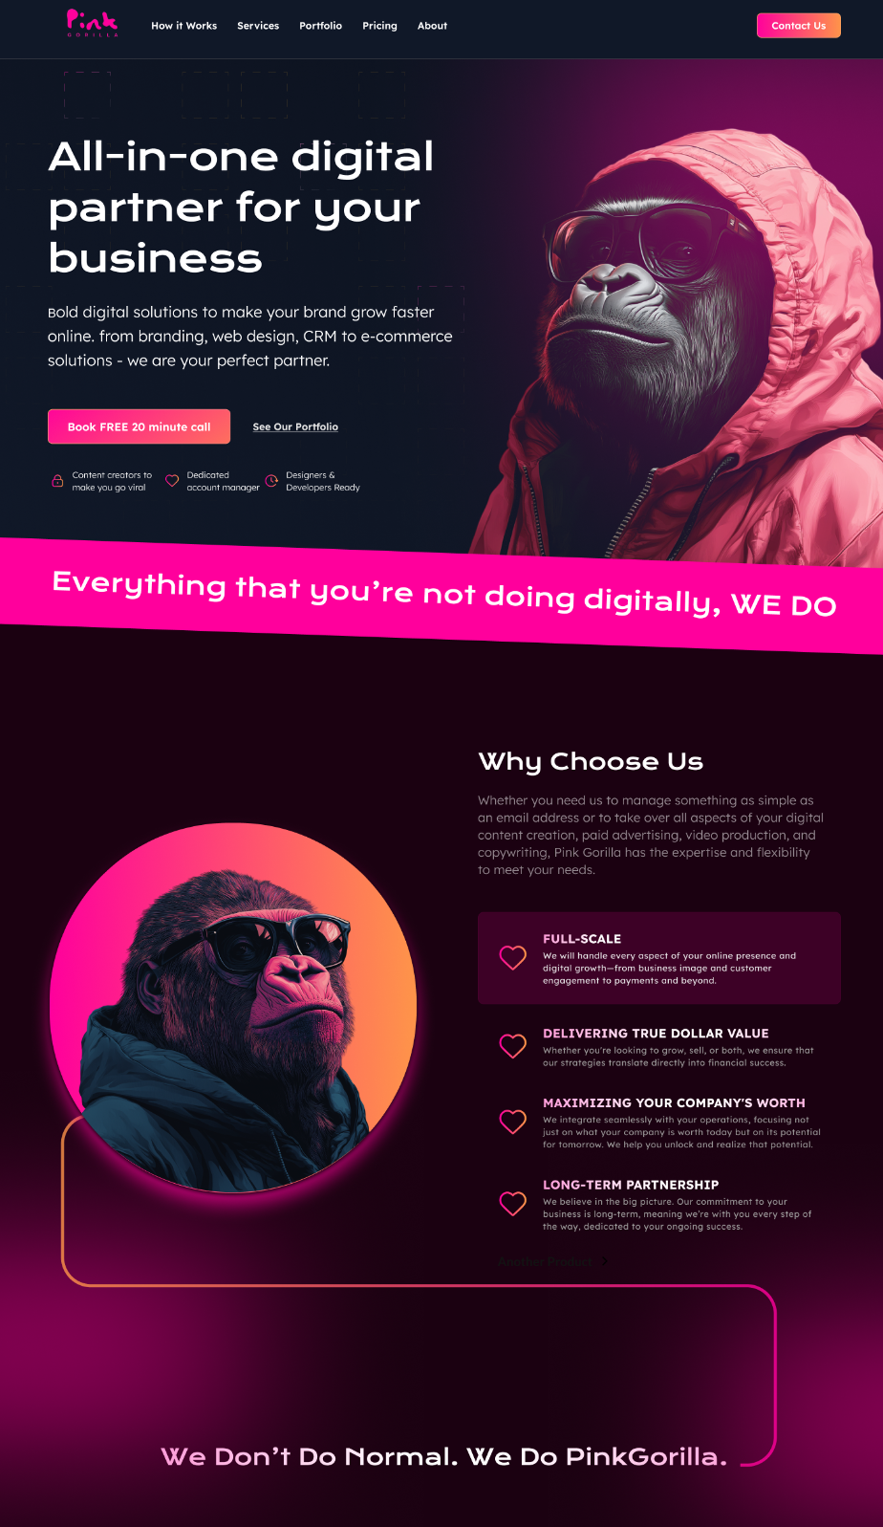 Pink
GORILLA
How it Works
Services
Portfolio
Pricing
About
Contact Us
All-in-one digital
partner for your
business
Bold digital solutions to make your brand grow faster
online. from branding, web design, CRM to e-commerce
solutions - we are your perfect partner.
Book FREE 20 minute call
See Our Portfolio
Content creators to
make you go viral
Dedicated
account manager
Designers &
Developers Ready
Everything that you're not doing digitally, WE DO
Why Choose Us
Whether you need us to manage something as simple as
an email address or to take over all aspects of your digital
content creation, paid advertising, video production, and
copywriting, Pink Gorilla has the expertise and flexibility
to meet your needs.
FULL-SCALE
We will handle every aspect of your online presence and
digital growth—from business image and customer
engagement to payments and beyond.
DELIVERING TRUE DOLLAR VALUE
Whether you're looking to grow, sell, or both, we ensure that
our strategies translate directly into financial success.
MAXIMIZING YOUR COMPANY'S WORTH
We integrate seamlessly with your operations, focusing not
just on what your company is worth today but on its potential
for tomorrow. We help you unlock and realize that potential.
LONG-TERM PARTNERSHIP
We believe in the big picture. Our commitment to your
business is long-term, meaning we're with you every step of
the way, dedicated to your ongoing success.
Another Product
We Don't Do Normal. We Do PinkGorilla.